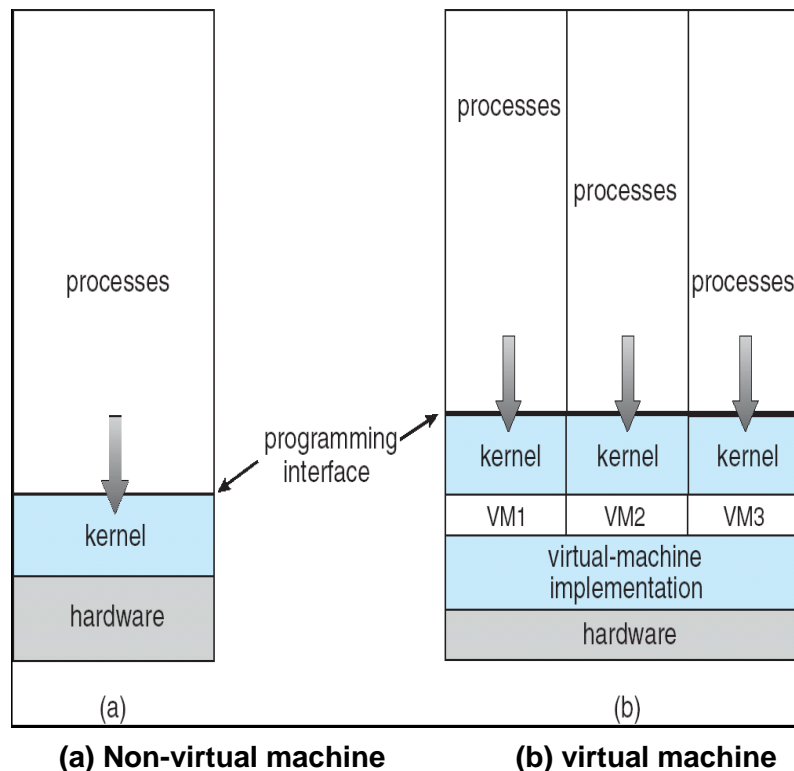 processes
kernel
hardware
(a)
programming
interface
processes
processes
processes
kernel
kernel
kernel
VM1
VM2
VM3
virtual-machine
implementation
hardware
(b)
(a) Non-virtual machine
(b) virtual machine